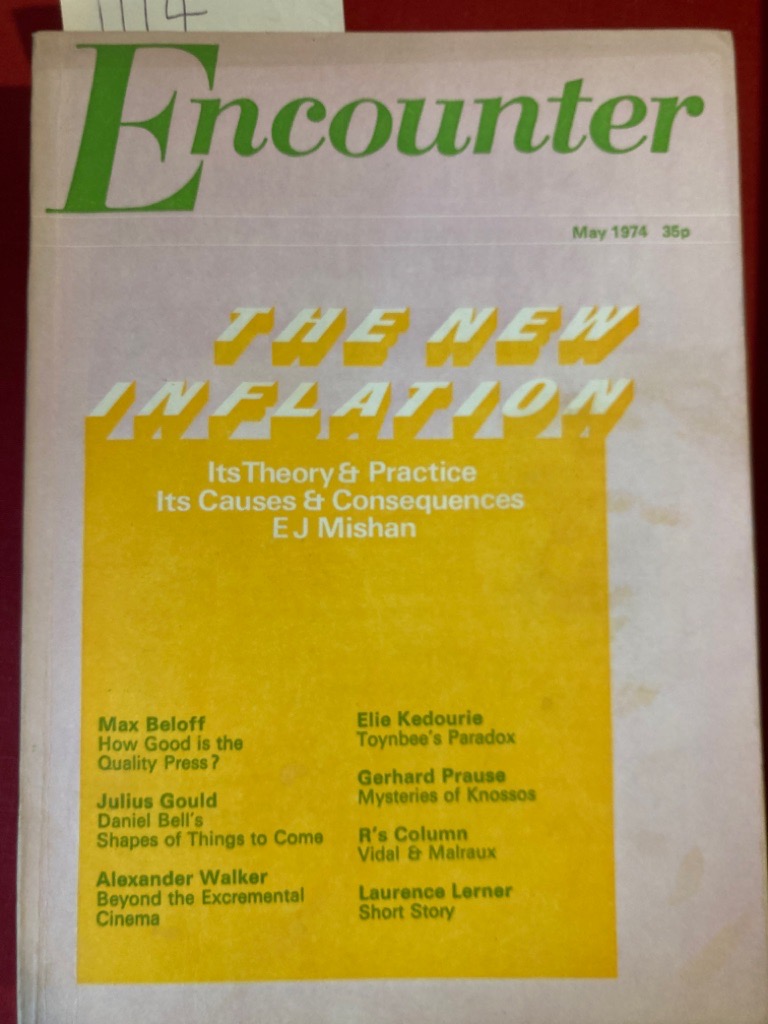 1114
Encounter
May 1974 35p
THE NEW
INFLATION
Its Theory & Practice
Its Causes & Consequences
E J Mishan
Max Beloff
How Good is the
Quality Press?
Julius Gould
Daniel Bell's
Shapes of Things to Come
Alexander Walker
Beyond the Excremental
Cinema
Elie Kedourie
Toynbee's Paradox
Gerhard Prause
Mysteries of Knossos
R's Column
Vidal & Malraux
Laurence Lerner
Short Story